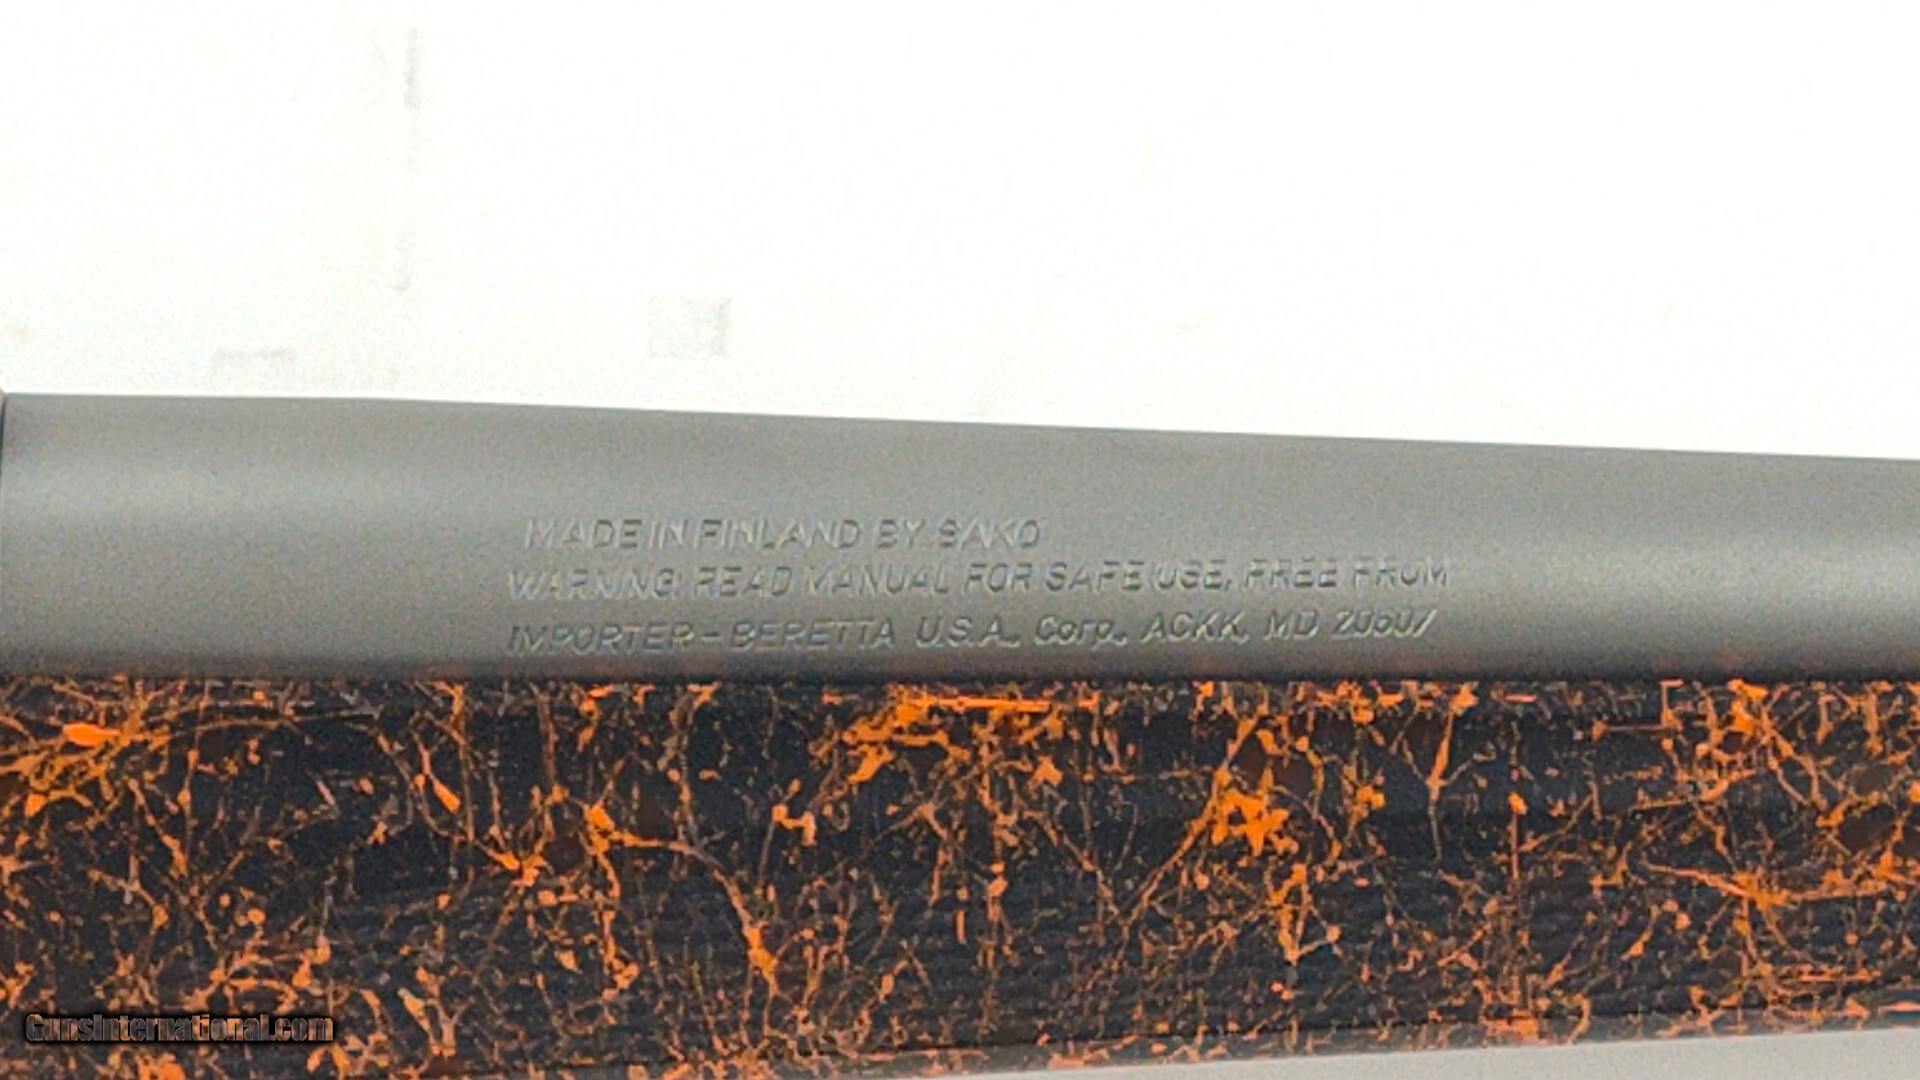 MADE IN FINLAND BY SAKO
WARNING! READ MANUAL FOR SAFE USE, FREE FROM
IMPORTER - BERETTA U.S.A. Corp., ACKK, MD 20607
GunsInternational.com